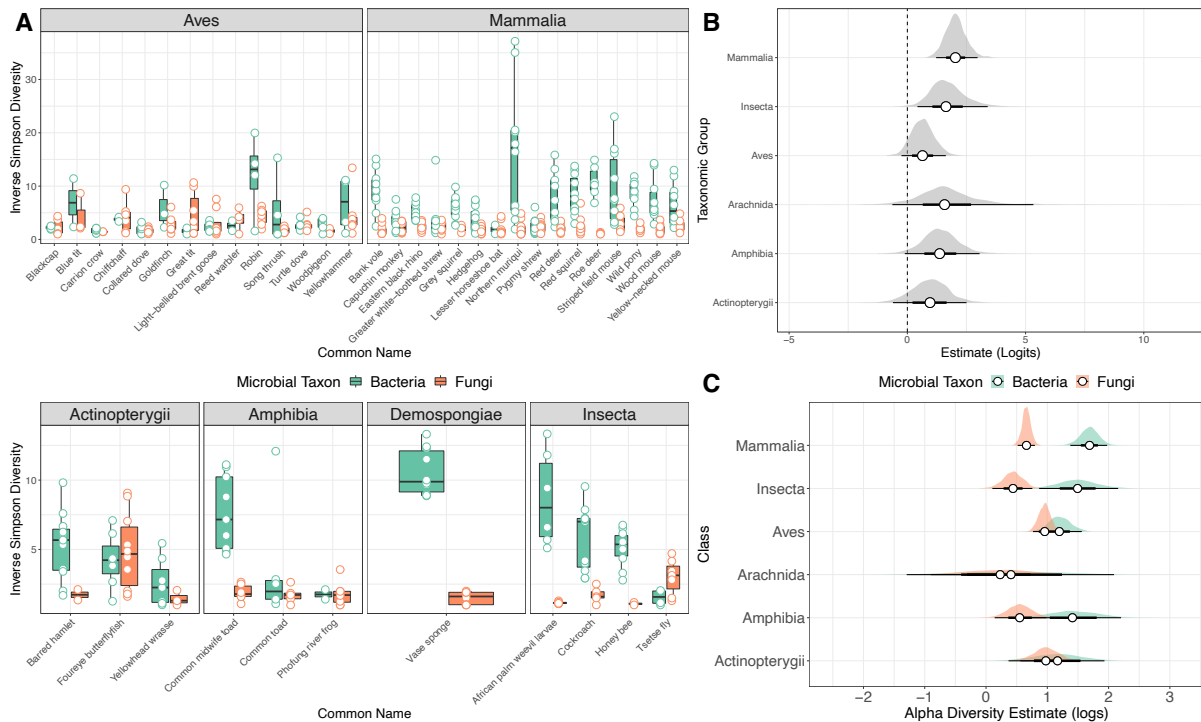 A
Aves
Mammalia
Inverse Simpson Diversity
30
20
10
0
Blackcap
Blue tit
Carrion crow
Chiffchaff
Collared dove
Goldfinch
Great tit
Light-bellied brent goose
Reed warbler
Robin
Song thrush
Turtle dove
Woodpigeon
Yellowhammer
Bank vole
Capuchin monkey
Eastern black rhino
Greater white-toothed shrew
Grey squirrel
Hedgehog
Lesser horseshoe bat
Northern muriqui
Pygmy shrew
Red deer
Red squirrel
Roe deer
Striped field mouse
Wild pony
Wood mouse
Yellow-necked mouse
Common Name
Microbial Taxon Bacteria Fungi
Actinopterygii
Amphibia
Demospongiae
Insecta
Inverse Simpson Diversity
10
5
Barred hamlet
Foureye butterflyfish
Yellowhead wrasse
Common midwife toad
Common toad
Phofung river frog
Vase sponge
African palm weevil larvae
Cockroach
Honey bee
Tsetse fly
Common Name
B
Taxonomic Group
Mammalia
Insecta
Aves
Arachnida
Amphibia
Actinopterygii
-5
0
5
10
Estimate (Logits)
C
Microbial Taxon Bacteria Fungi
Class
Mammalia
Insecta
Aves
Arachnida
Amphibia
Actinopterygii
-2
-1
0
1
2
3
Alpha Diversity Estimate (logs)